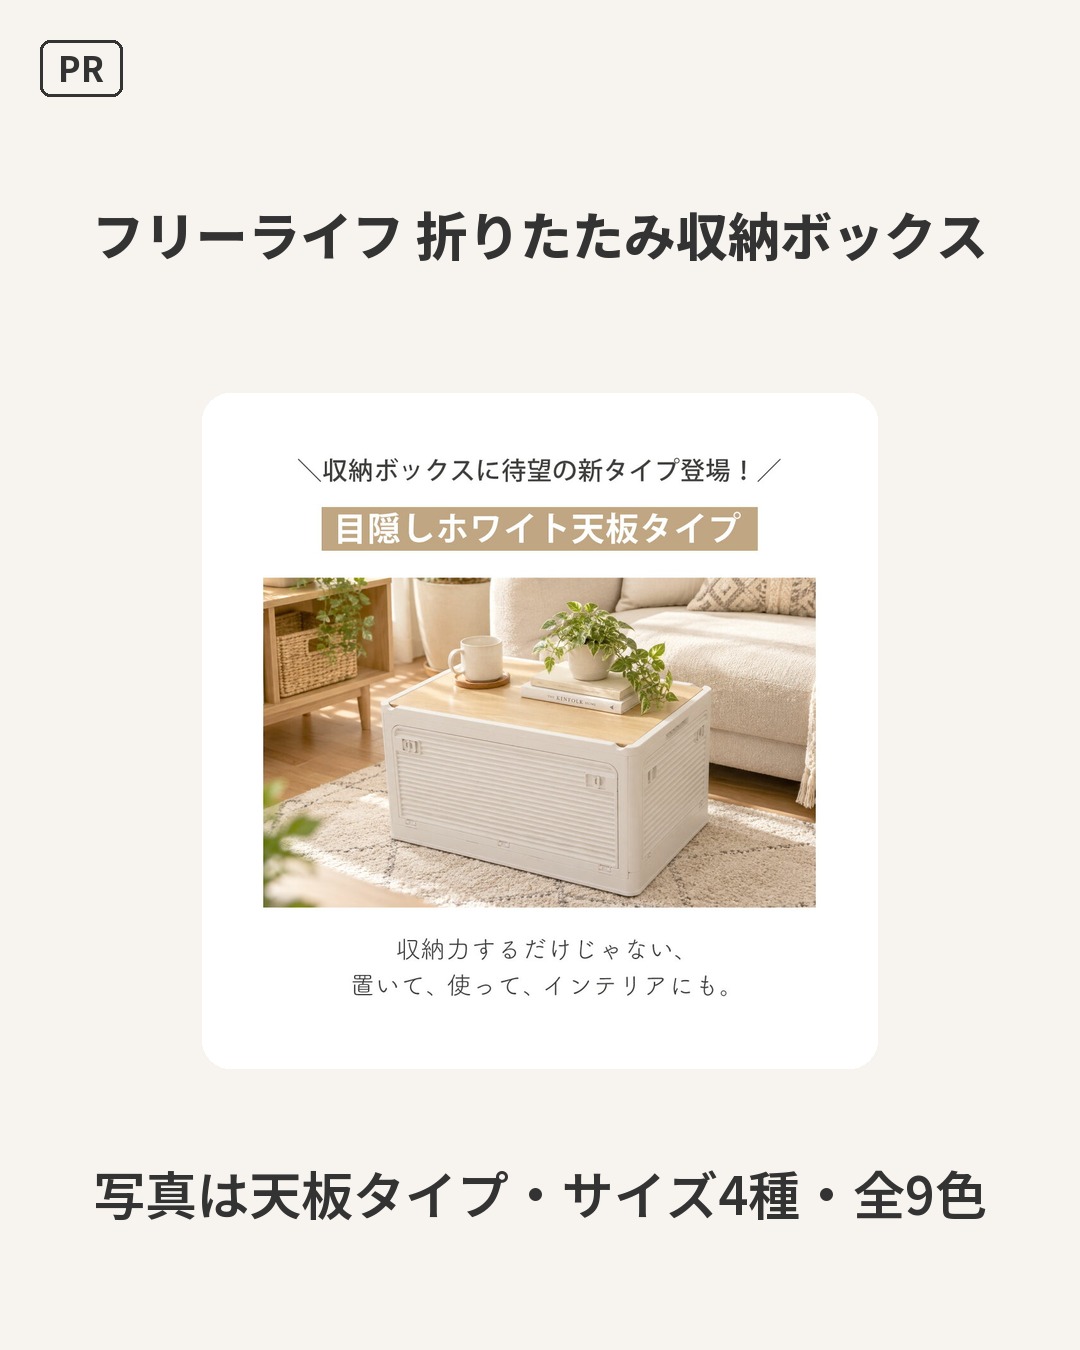 PR
フリーライフ 折りたたみ収納ボックス
＼収納ボックスに待望の新タイプ登場！／
目隠しホワイト天板タイプ
KINFOLK
収納力するだけじゃない、
置いて、使って、インテリアにも。
写真は天板タイプ・サイズ4種・全9色